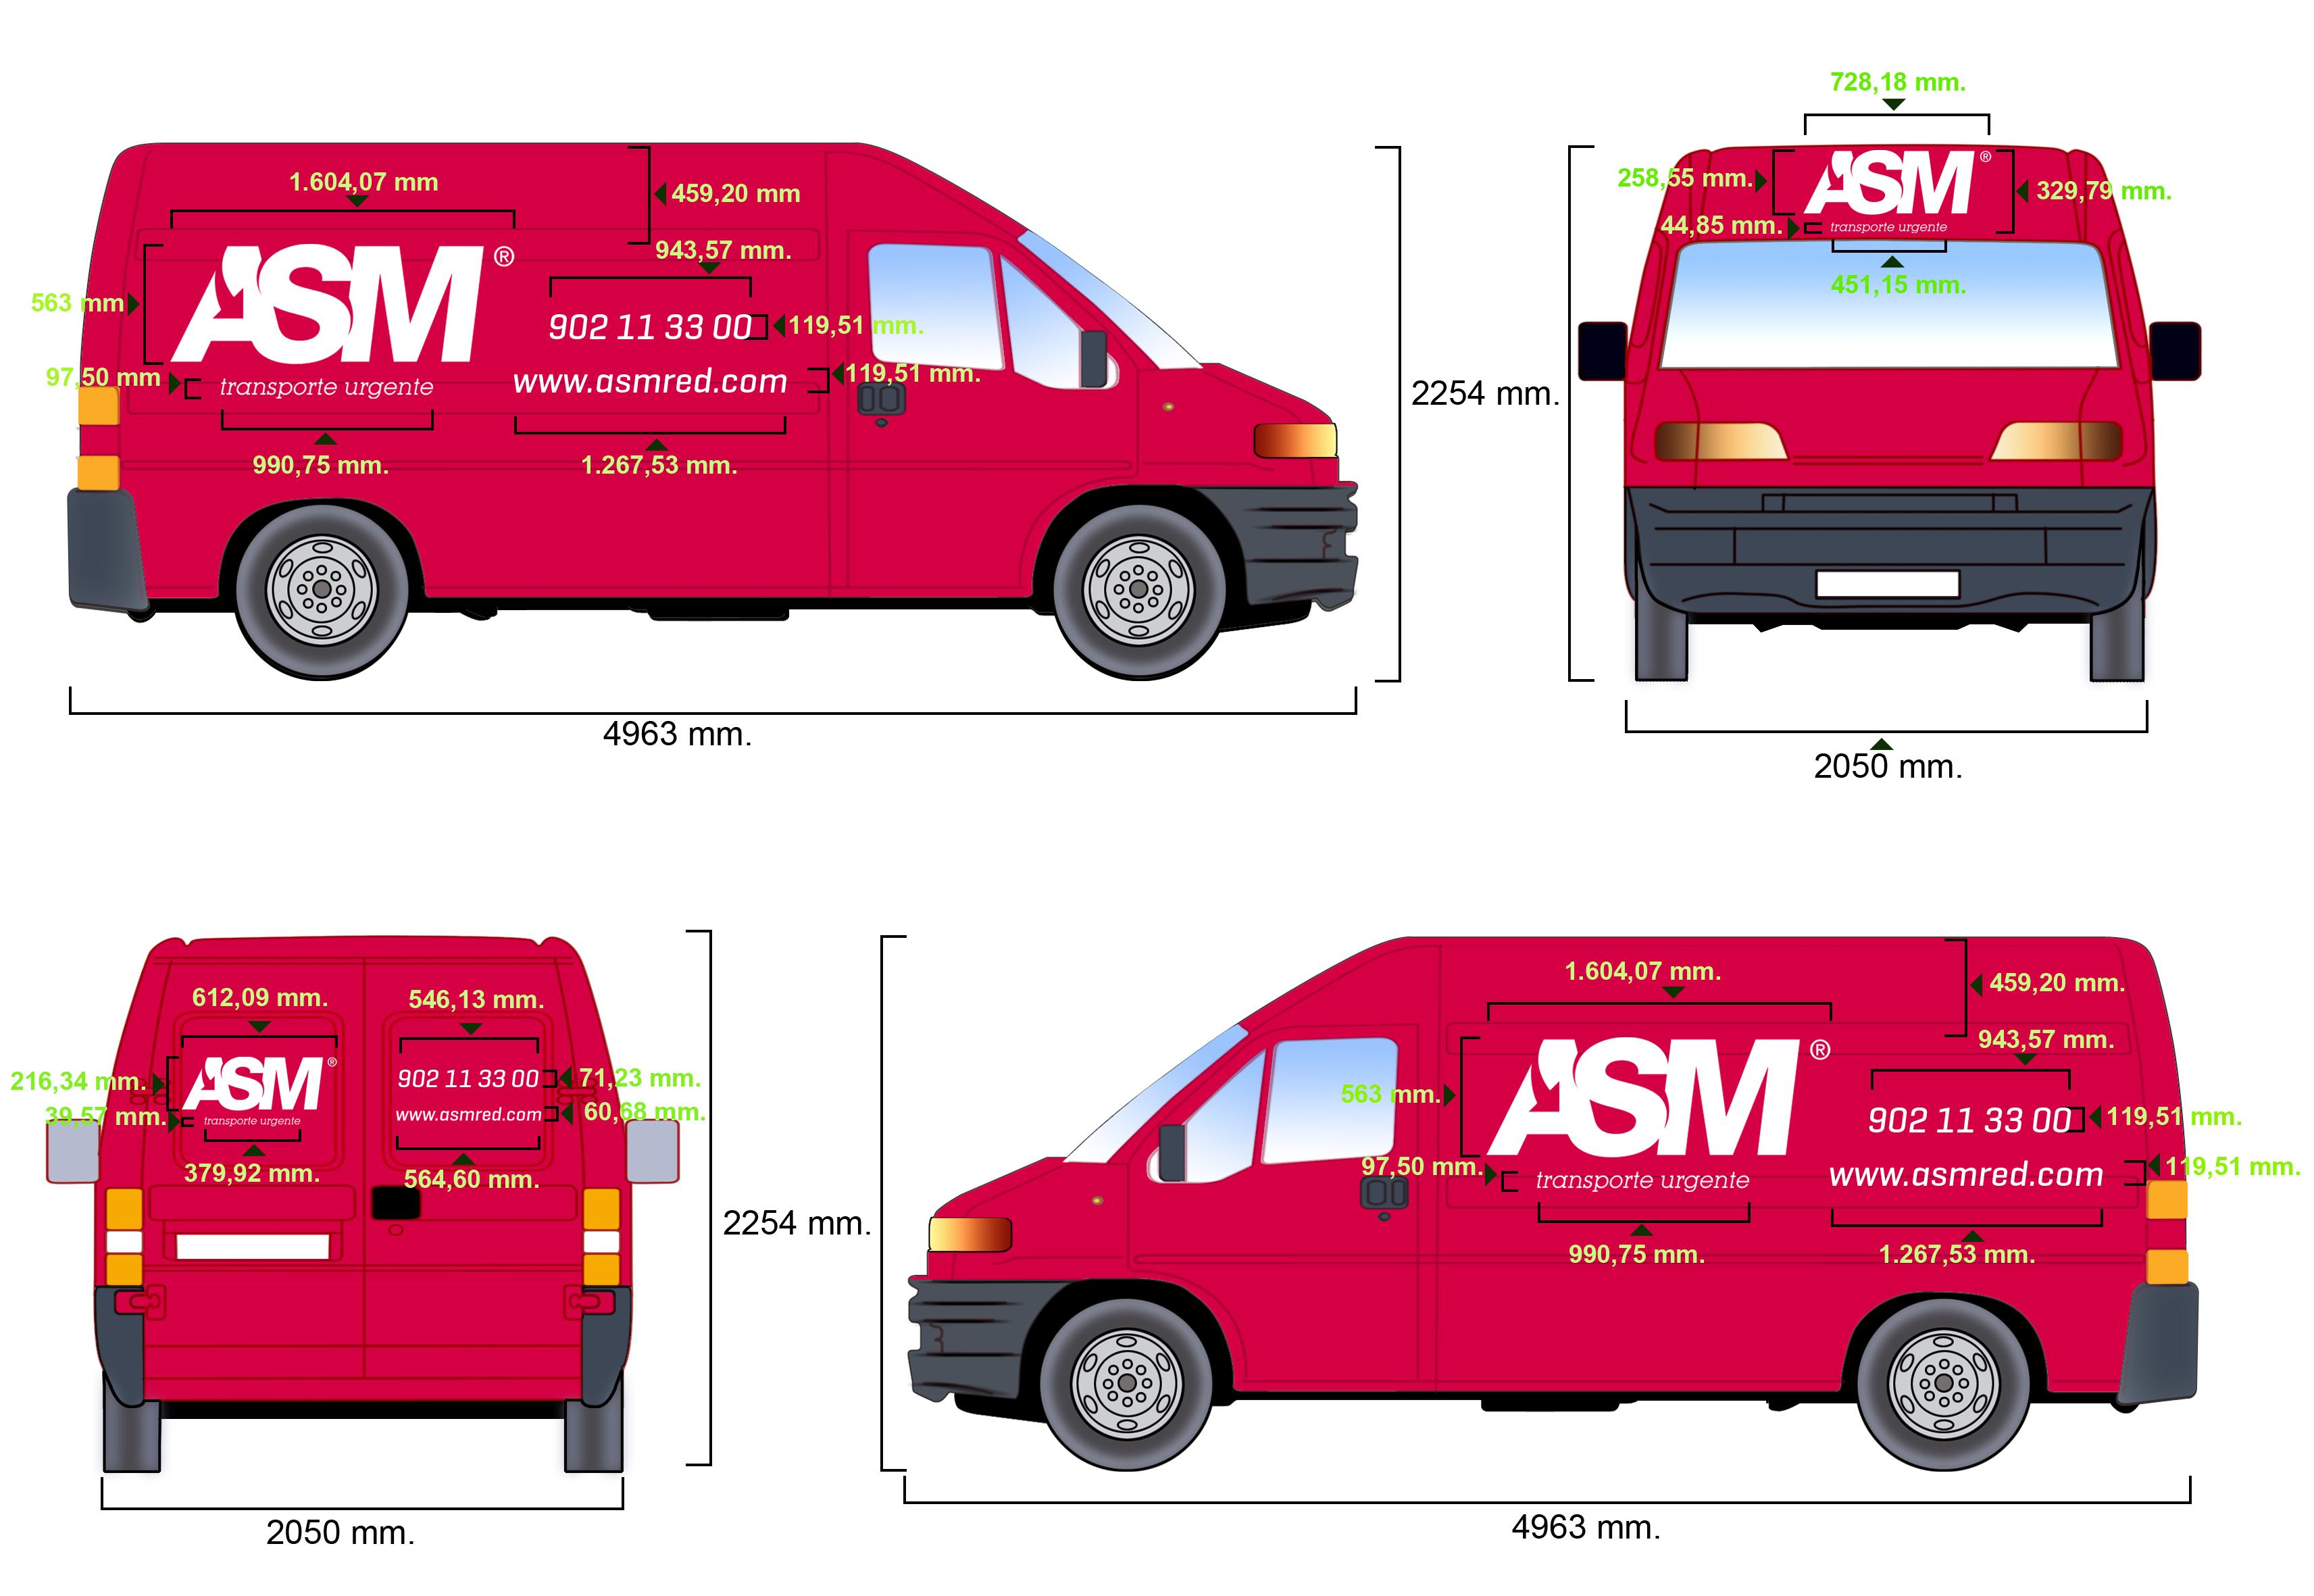 728,18 mm.
1.604,07 mm
459,20 mm
258,55 mm.
ASM ®
329,79 mm.
44,85 mm.
transporte urgente
943,57 mm.
ASM ®
563 mm
451,15 mm.
902 11 33 00
119,51 mm.
97,50 mm
transporte urgente
www.asmred.com
119,51 mm.
2254 mm.
990,75 mm.
1.267,53 mm.
4963 mm.
2050 mm.
612,09 mm.
546,13 mm.
1.604,07 mm.
459,20 mm.
943,57 mm.
ASM ®
216,34 mm.
902 11 33 00
71,23 mm.
39,57 mm.
transporte urgente
www.asmred.com
60,68 mm.
379,92 mm.
564,60 mm.
2254 mm.
ASM ®
563 mm.
902 11 33 00
119,51 mm.
97,50 mm.
transporte urgente
www.asmred.com
119,51 mm.
990,75 mm.
1.267,53 mm.
2050 mm.
4963 mm.